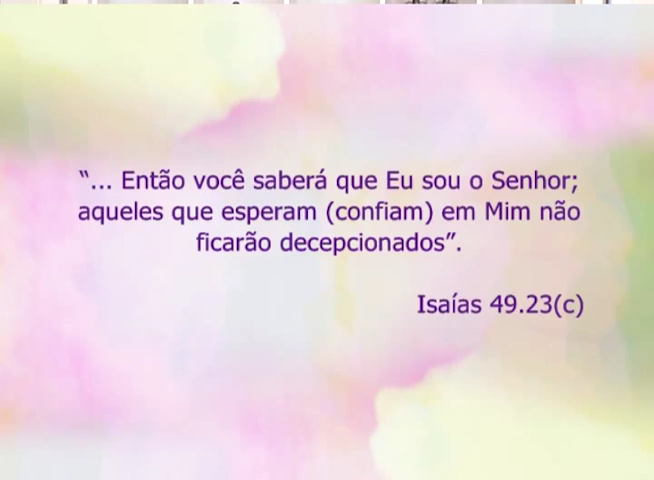 “... Então você saberá que Eu sou o Senhor;
aqueles que esperam (confiam) em Mim não
ficarão decepcionados”.
Isaías 49.23(c)